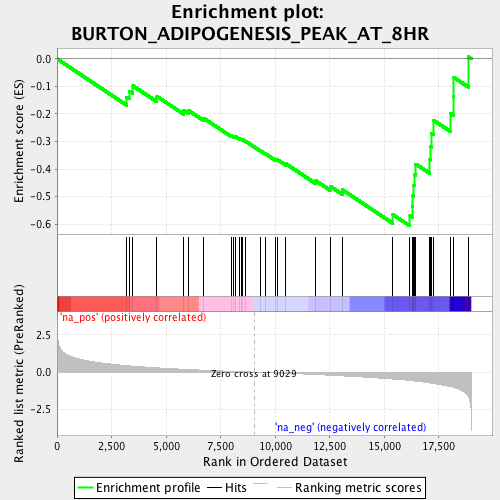 Enrichment plot:
BURTON_ADIPOGENESIS_PEAK_AT_8HR
Enrichment score (ES)
0.0
-0.1
-0.2
-0.3
-0.4
-0.5
-0.6
'na_pos' (positively correlated)
Ranked list metric (PreRanked)
2.5
0.0
-2.5
Zero cross at 9029
'na_neg' (negatively correlated)
0 2,500 5,000 7,500 10,000 12,500 15,000 17,500
Rank in Ordered Dataset
Enrichment profile Hits Ranking metric scores